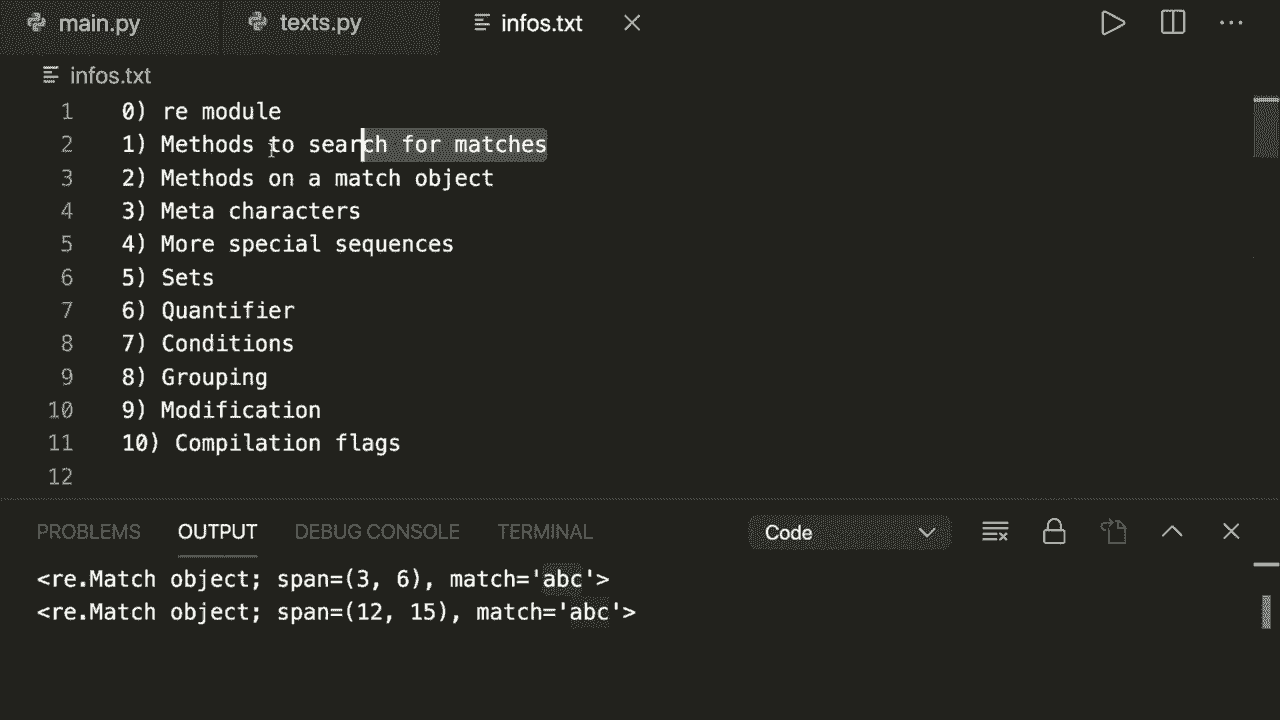 main.py texts.py infos.txt
infos.txt
1 0) re module
2 1) Methods to search for matches
3 2) Methods on a match object
4 3) Meta characters
5 4) More special sequences
6 5) Sets
7 6) Quantifier
8 7) Conditions
9 8) Grouping
10 9) Modification
11 10) Compilation flags
12
PROBLEMS OUTPUT DEBUG CONSOLE TERMINAL Code
<re.Match object; span=(3, 6), match='abc'>
<re.Match object; span=(12, 15), match='abc'>